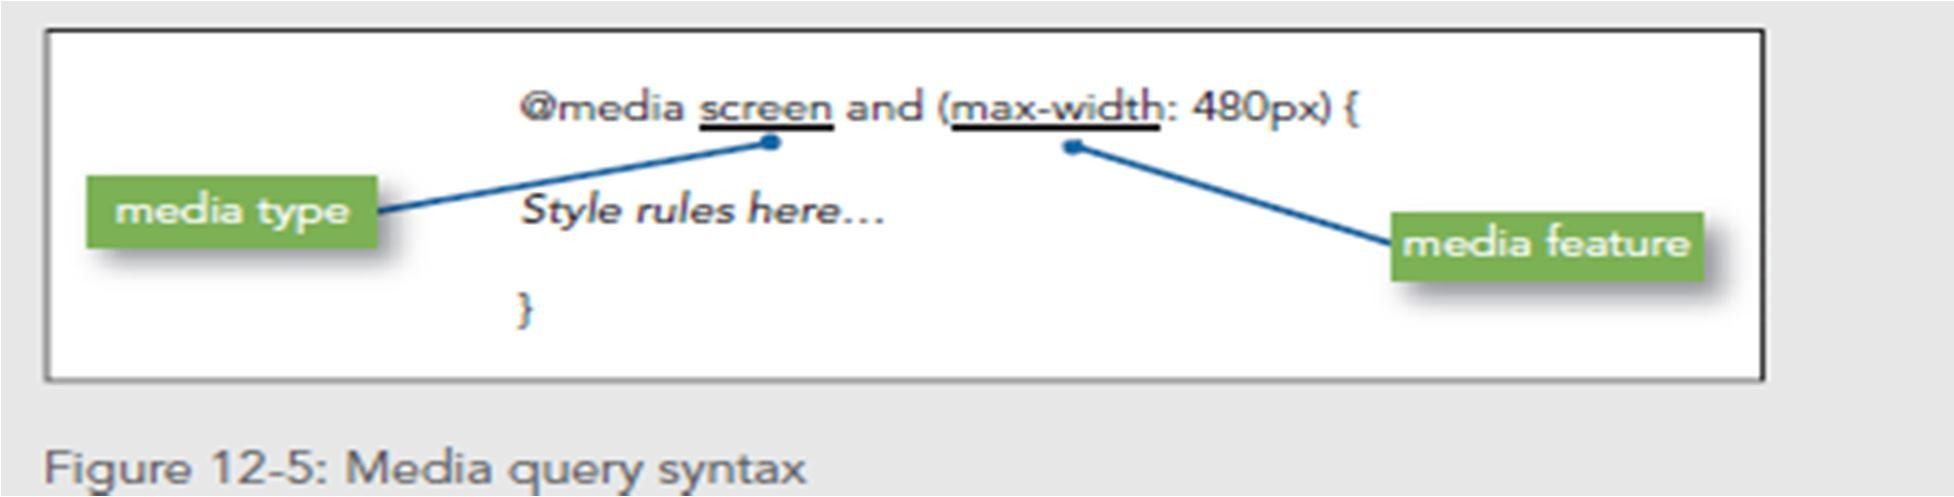 @media screen and (max-width: 480px) {
media type
Style rules here...
media feature
}
Figure 12-5: Media query syntax